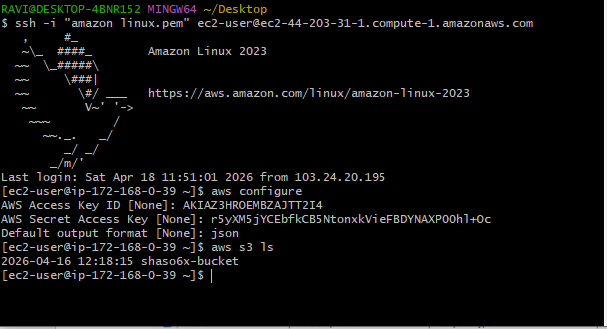 RAVI@DESKTOP-4BNR152 MINGW64 ~/Desktop
$ ssh -i "amazon linux.pem" ec2-user@ec2-44-203-31-1.compute-1.amazonaws.com
Amazon Linux 2023
https://aws.amazon.com/linux/amazon-linux-2023
Last login: Sat Apr 18 11:51:01 2026 from 103.24.20.195
[ec2-user@ip-172-168-0-39 ~]$ aws configure
AWS Access Key ID [None]: AKIAZ3HROEMBZAJTT2I4
AWS Secret Access Key [None]:
Default output format [None]: json
[ec2-user@ip-172-168-0-39 ~]$ aws s3 ls
2026-04-16 12:18:15 shaso6x-bucket
[ec2-user@ip-172-168-0-39 ~]$